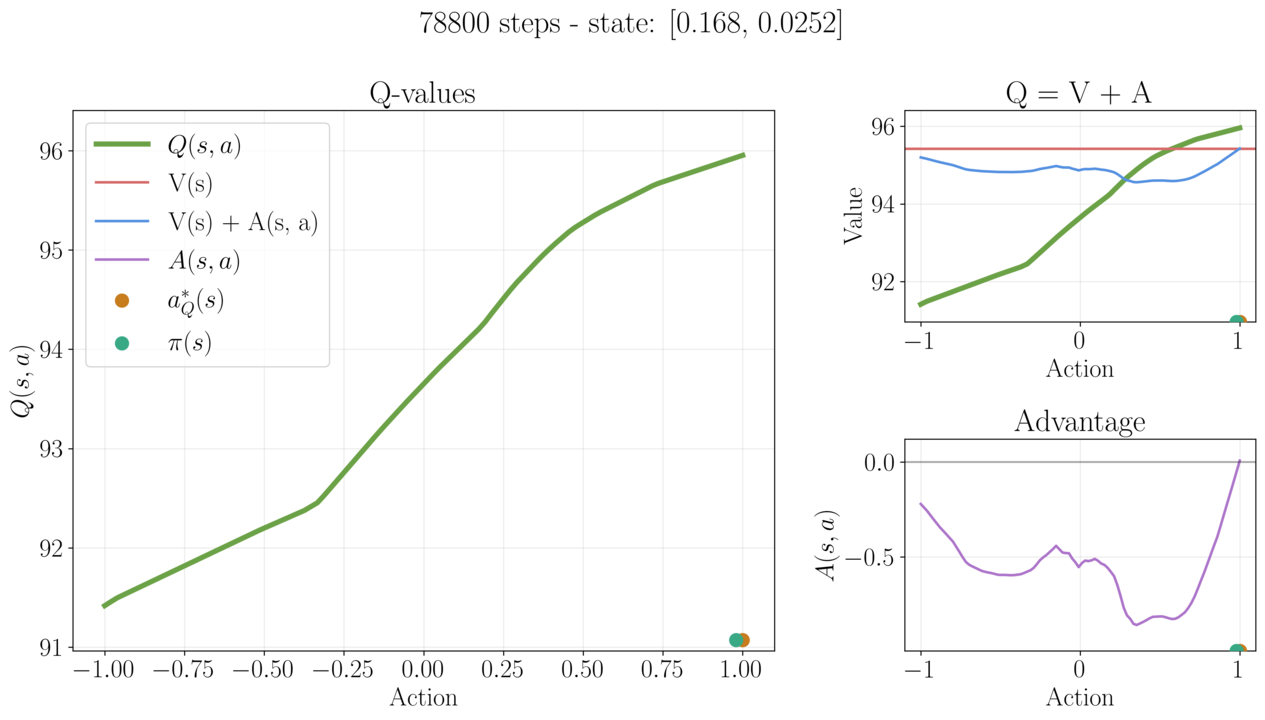 78800 steps - state: [0.168, 0.0252]
Q-values
Q(s, a)
96
95
94
93
92
91
−1.00 −0.75 −0.50 −0.25 0.00 0.25 0.50 0.75 1.00
Action
Q(s, a)
V(s)
V(s) + A(s, a)
A(s, a)
a*Q(s)
π(s)
Q = V + A
Value
96
94
92
−1 0 1
Action
Advantage
A(s, a)
0.0
−0.5
−1 0 1
Action